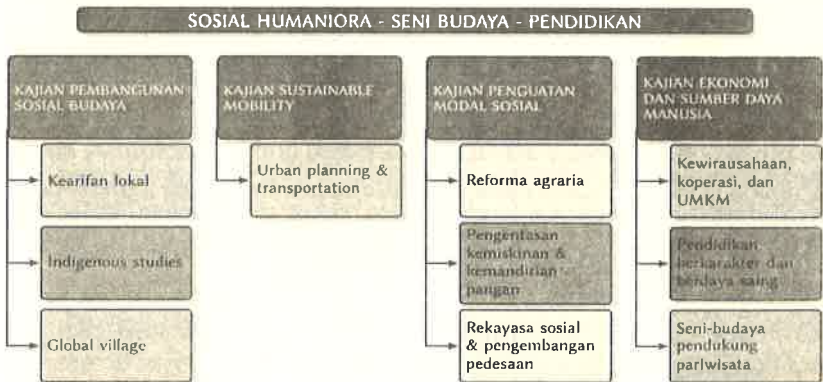 SOSIAL HUMANIORA - SENI BUDAYA - PENDIDIKAN
KAJIAN PEMBANGUNAN
SOSIAL BUDAYA
Kearifan lokal
Indigenous studies
Global village
KAJIAN SUSTAINABLE
MOBILITY
Urban planning &
transportation
KAJIAN PENGUATAN
MODAL SOSIAL
Reforma agraria
Pengentasan
kemiskinan &
kemandirian
pangan
Rekayasa sosial
& pengembangan
pedesaan
KAJIAN EKONOMI
DAN SUMBER DAYA
MANUSIA
Kewirausahaan,
koperasi, dan
UMKM
Pendidikan
berkarakter dan
berdaya saing
Seni-budaya
pendukung
pariwisata